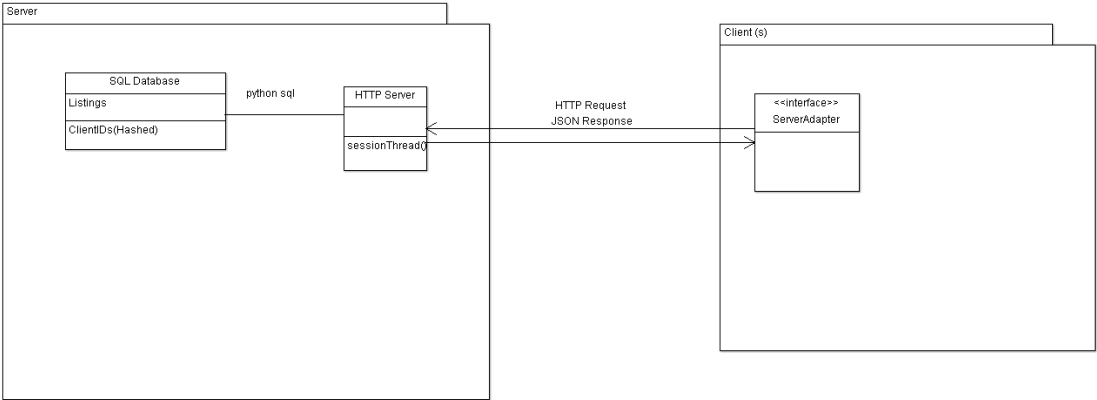 Server
SQL Database
Listings
ClientIDs(Hashed)
python sql
HTTP Server
sessionThread()
HTTP Request
JSON Response
Client (s)
<<interface>>
ServerAdapter